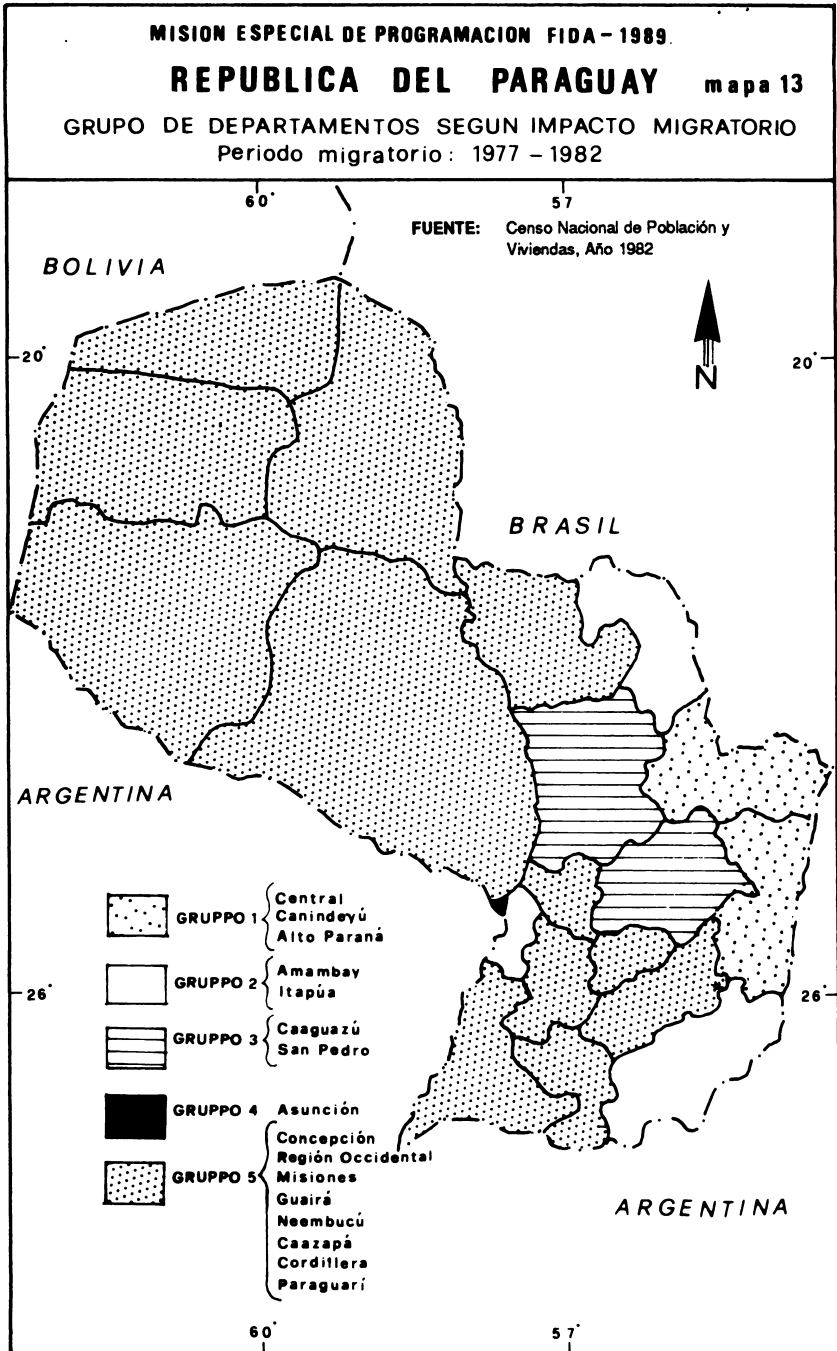 MISION ESPECIAL DE PROGRAMACION FIDA - 1989
REPUBLICA DEL PARAGUAY mapa 13
GRUPO DE DEPARTAMENTOS SEGUN IMPACTO MIGRATORIO
Periodo migratorio: 1977 - 1982
60°
57
FUENTE: Censo Nacional de Población y
Viviendas, Año 1982
BOLIVIA
20°
20°
N
BRASIL
ARGENTINA
GRUPPO 1
Central
Canindeyú
Alto Paraná
GRUPPO 2
Amambay
Itapúa
26°
26°
GRUPPO 3
Caaguazú
San Pedro
GRUPPO 4 Asunción
GRUPPO 5
Concepción
Región Occidental
Misiones
Guairá
Neembucú
Caazapá
Cordillera
Paraguarí
ARGENTINA
60°
57°